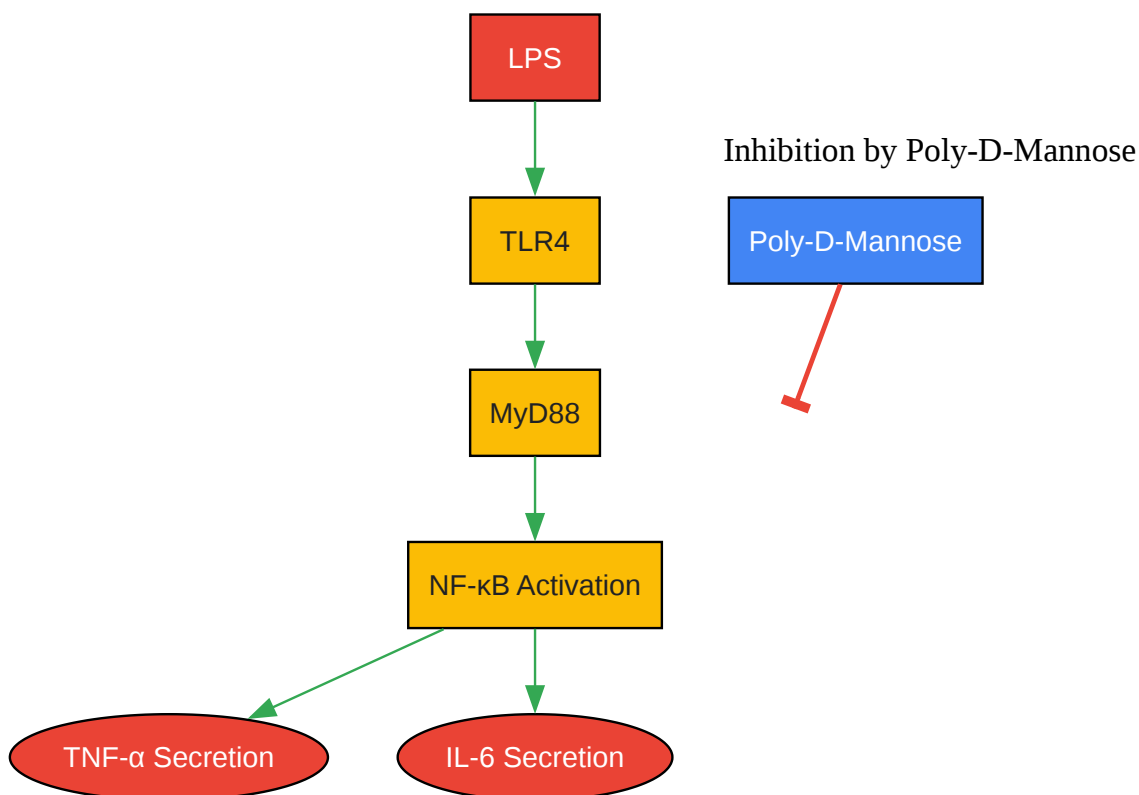 LPS
Inhibition by Poly-D-Mannose
TLR4
Poly-D-Mannose
MyD88
NF-κB Activation
TNF-α Secretion
IL-6 Secretion